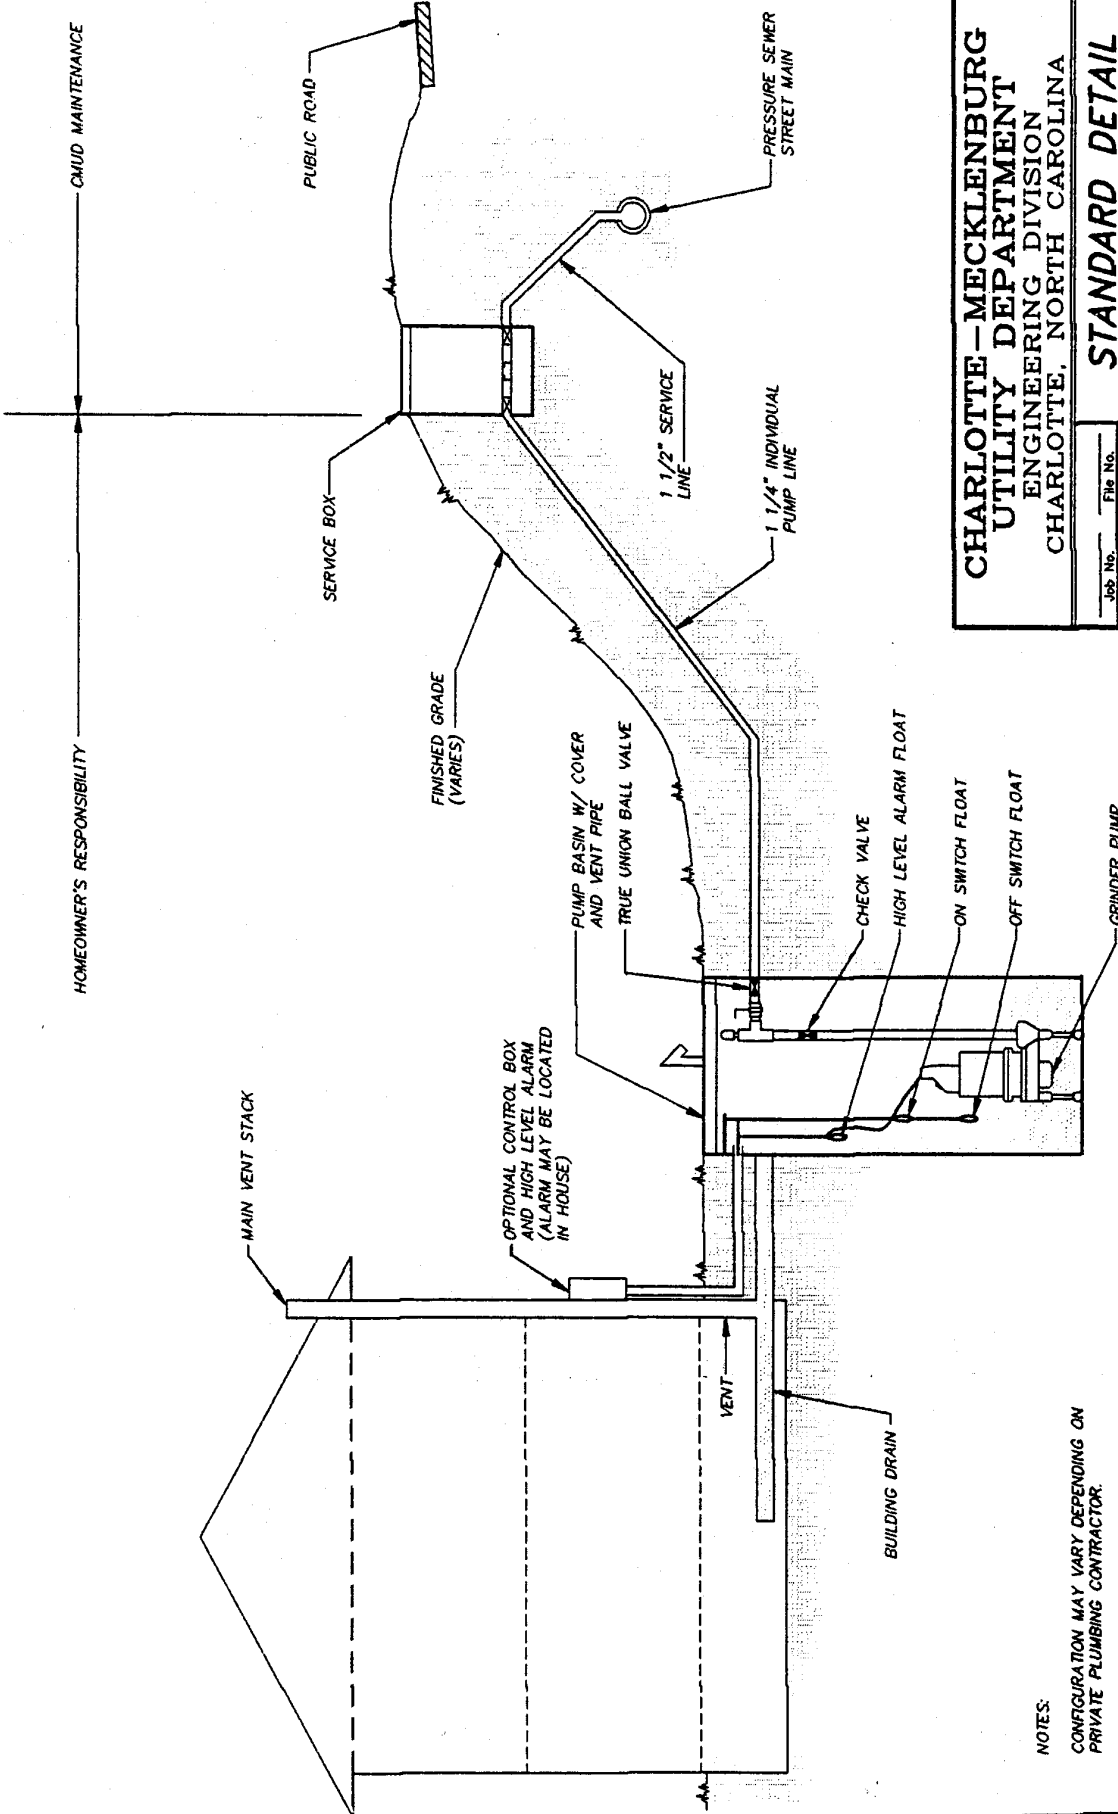 HOMEOWNER'S RESPONSIBILITY
CMUD MAINTENANCE
MAIN VENT STACK
SERVICE BOX
PUBLIC ROAD
FINISHED GRADE
(VARIES)
OPTIONAL CONTROL BOX
AND HIGH LEVEL ALARM
(ALARM MAY BE LOCATED
IN HOUSE)
PUMP BASIN W/ COVER
AND VENT PIPE
TRUE UNION BALL VALVE
1 1/2" SERVICE
LINE
PRESSURE SEWER
STREET MAIN
1 1/4" INDIVIDUAL
PUMP LINE
VENT
BUILDING DRAIN
CHECK VALVE
HIGH LEVEL ALARM FLOAT
ON SWITCH FLOAT
OFF SWITCH FLOAT
GRINDER PUMP
NOTES:
CONFIGURATION MAY VARY DEPENDING ON
PRIVATE PLUMBING CONTRACTOR.
CHARLOTTE-MECKLENBURG
UTILITY DEPARTMENT
ENGINEERING DIVISION
CHARLOTTE, NORTH CAROLINA
Job No. File No.
STANDARD DETAIL